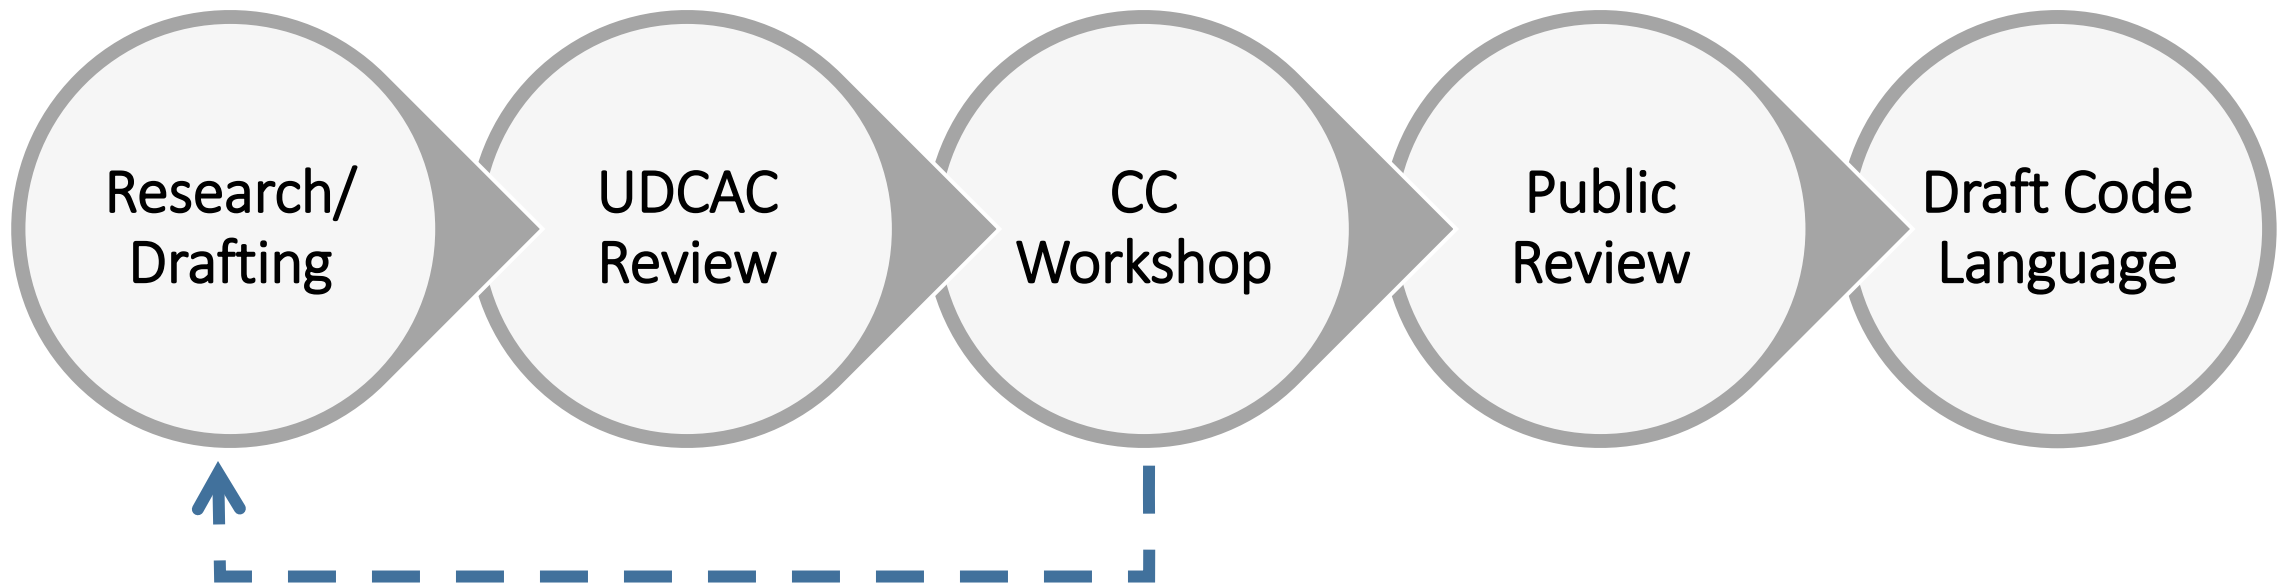 Research/
Drafting
UDCAC
Review
CC
Workshop
Public
Review
Draft Code
Language